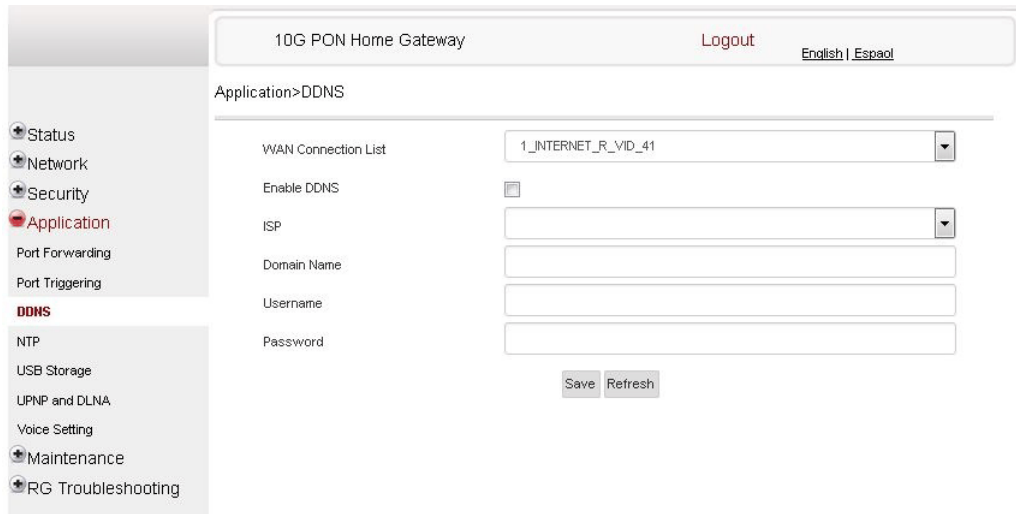 10G PON Home Gateway
Logout
English | Espaol
Application>DDNS
Status
Network
Security
Application
Port Forwarding
Port Triggering
DDNS
NTP
USB Storage
UPNP and DLNA
Voice Setting
Maintenance
RG Troubleshooting
WAN Connection List 1_INTERNET_R_VID_41
Enable DDNS
ISP
Domain Name
Username
Password
Save Refresh